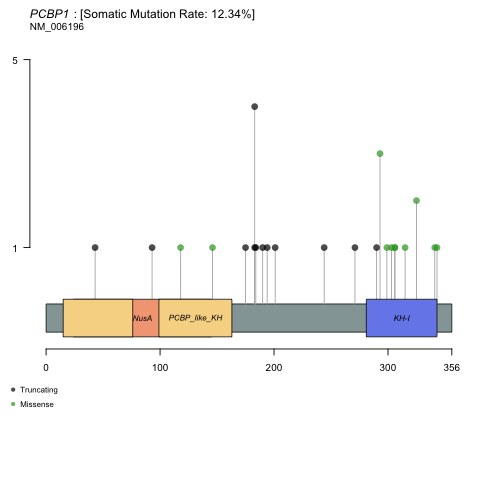 PCBP1 : [Somatic Mutation Rate: 12.34%]
NM_006196
5
1
NusA PCBP_like_KH KH-I
0 100 200 300 356
Truncating
Missense